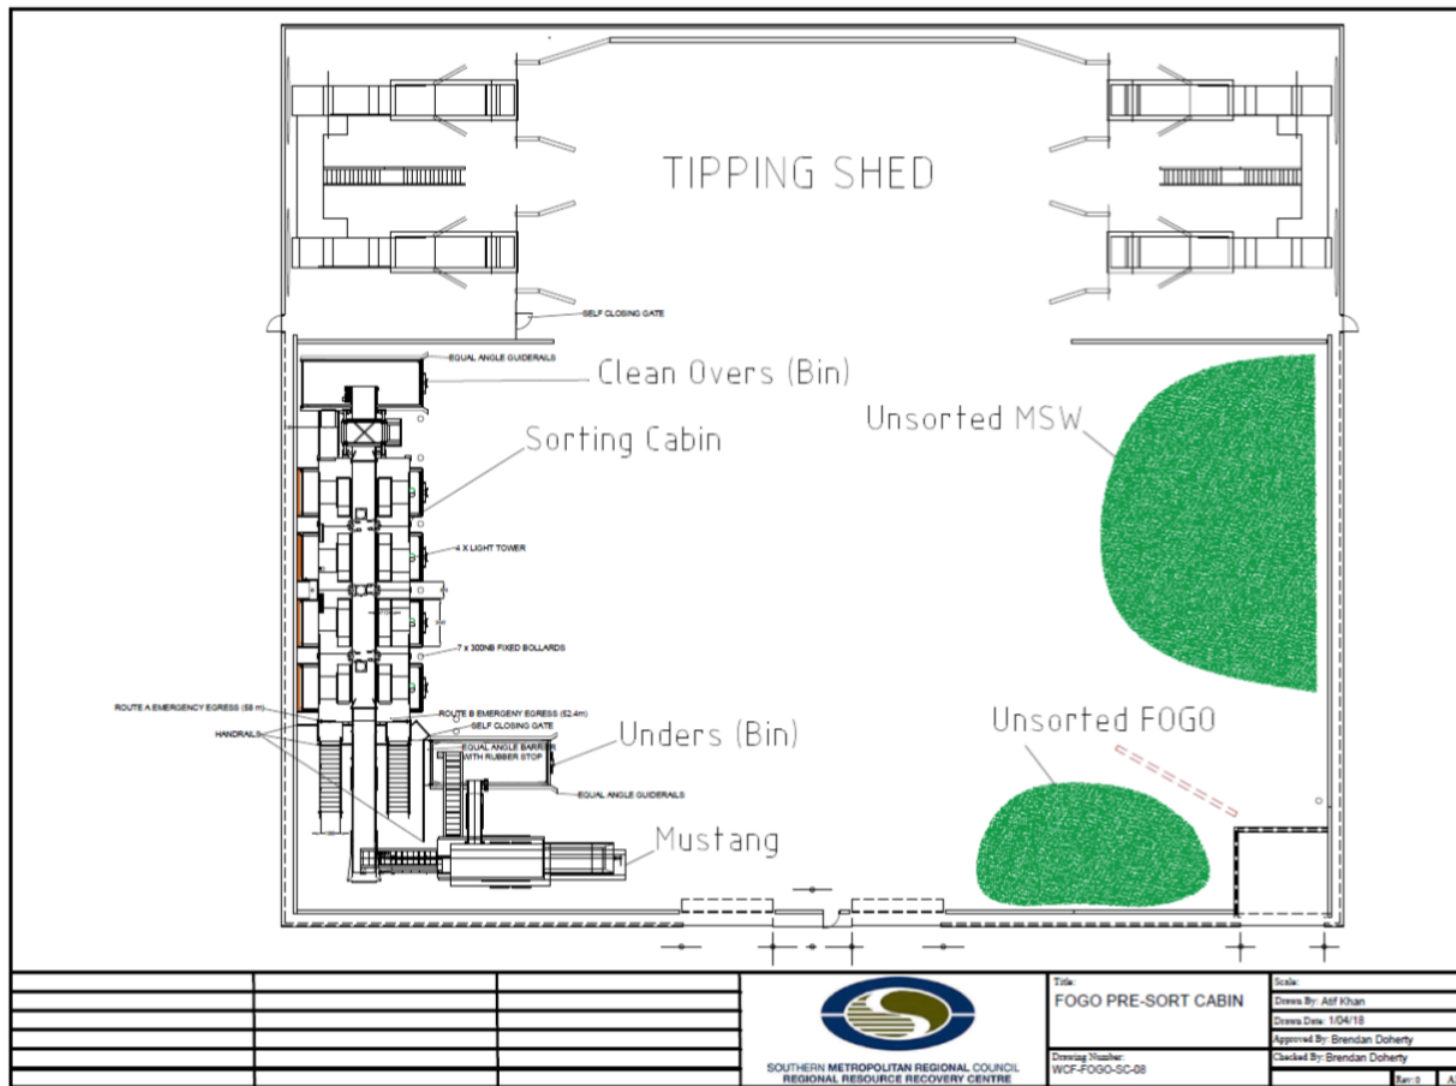 TIPPING SHED
SELF CLOSING GATE
EQUAL ANGLE GUIDERAILS
Clean Overs (Bin)
Unsorted MSW
Sorting Cabin
4 X LIGHT TOWER
7 x 300NB FIXED BOLLARDS
ROUTE A EMERGENCY EGRESS (58 m)
ROUTE B EMERGENY EGRESS (52.4m)
SELF CLOSING GATE
HANDRAILS
Unsorted FOGO
Unders (Bin)
EQUAL ANGLE BARRIER
WITH RUBBER STOP
EQUAL ANGLE GUIDERAILS
Mustang
SOUTHERN METROPOLITAN REGIONAL COUNCIL
REGIONAL RESOURCE RECOVERY CENTRE
Title:
FOGO PRE-SORT CABIN
Drawing Number:
WCF-FOGO-SC-08
Scale:
Drawn By: Atif Khan
Drawn Date: 1/04/18
Approved By: Brendan Doherty
Checked By: Brendan Doherty
Rev: 0